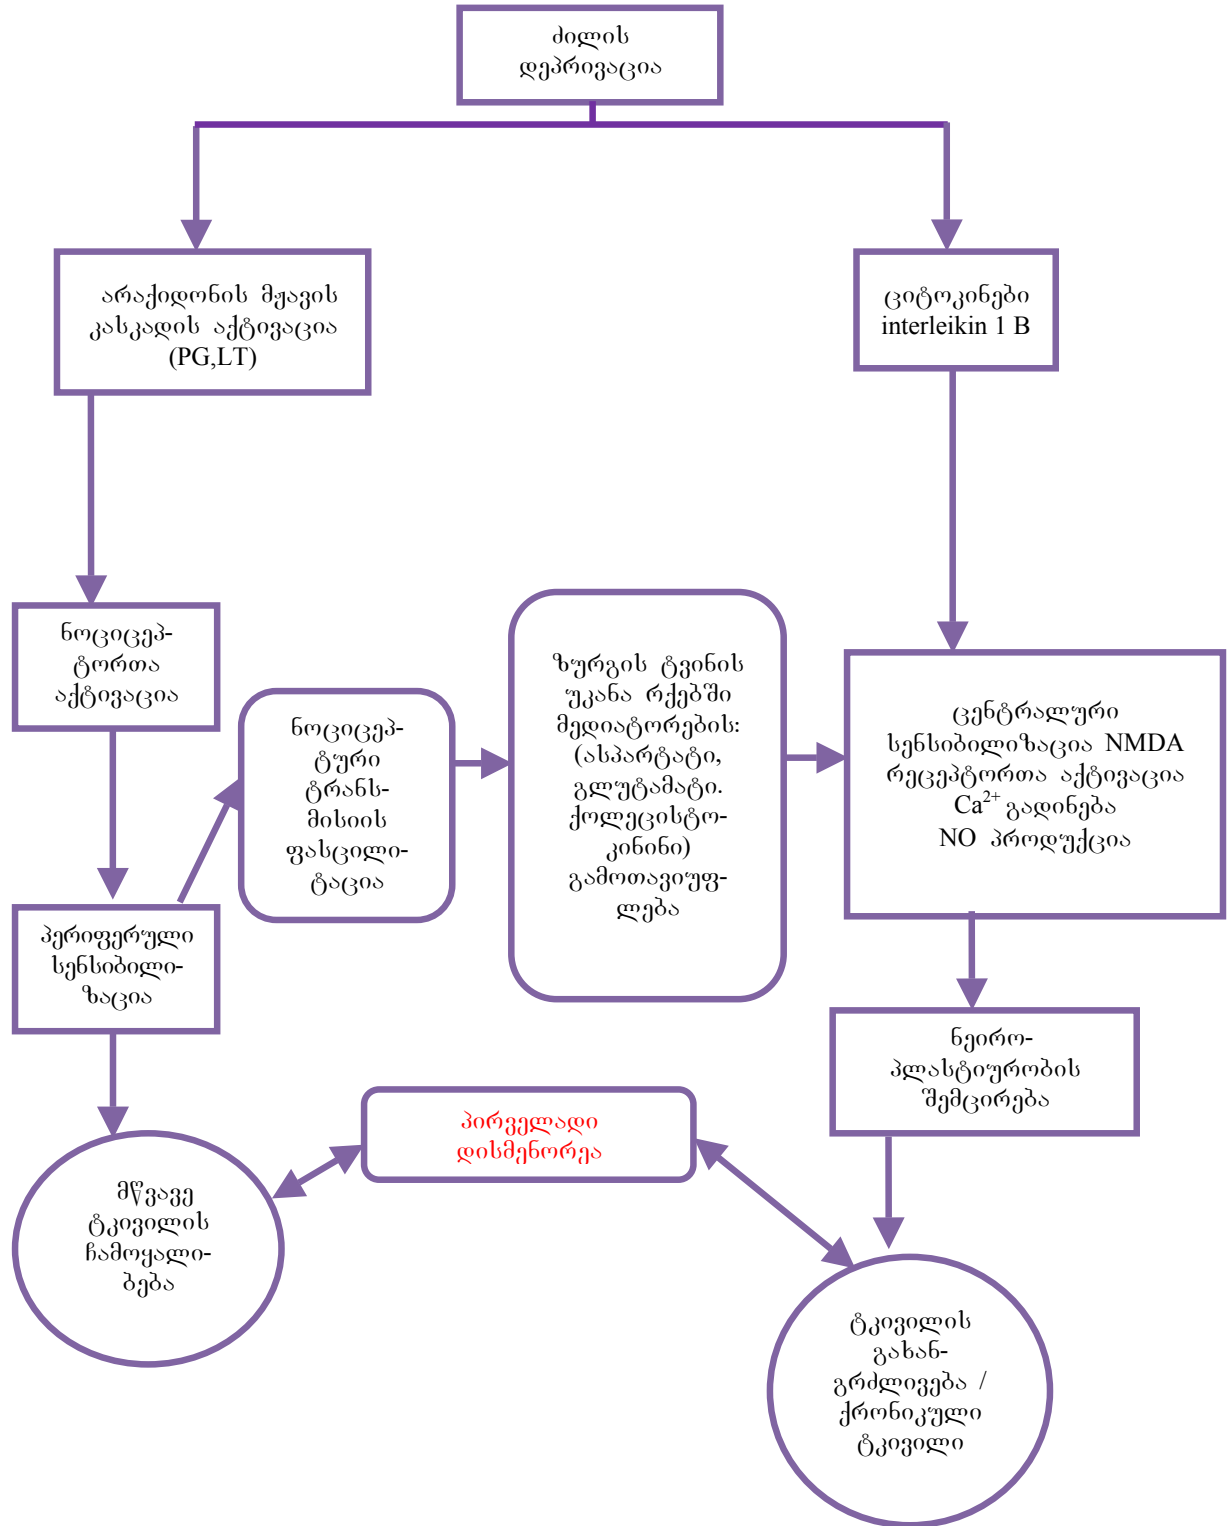 ძილის
დეპრივაცია
არაქიდონის მჟავის
კასკადის აქტივაცია
(PG,LT)
ციტოკინები
interleikin 1 B
ნოციცეპ-
ტორთა
აქტივაცია
ნოციცეპ-
ტური
ტრანს-
მისიის
ფასცილი-
ტაცია
ზურგის ტვინის
უკანა რქებში
მედიატორების:
(ასპარტატი,
გლუტამატი.
ქოლეცისტო-
კინინი)
გამოთავიუფ-
ლება
ცენტრალური
სენსიბილიზაცია NMDA
რეცეპტორთა აქტივაცია
Ca²⁺ გადინება
NO პროდუქცია
პერიფერული
სენსიბილი-
ზაცია
ნეირო-
პლასტიურობის
შემცირება
პირველადი
დისმენორეა
მწვავე
ტკივილის
ჩამოყალი-
ბება
ტკივილის
გახან-
გრძლივება /
ქრონიკული
ტკივილი